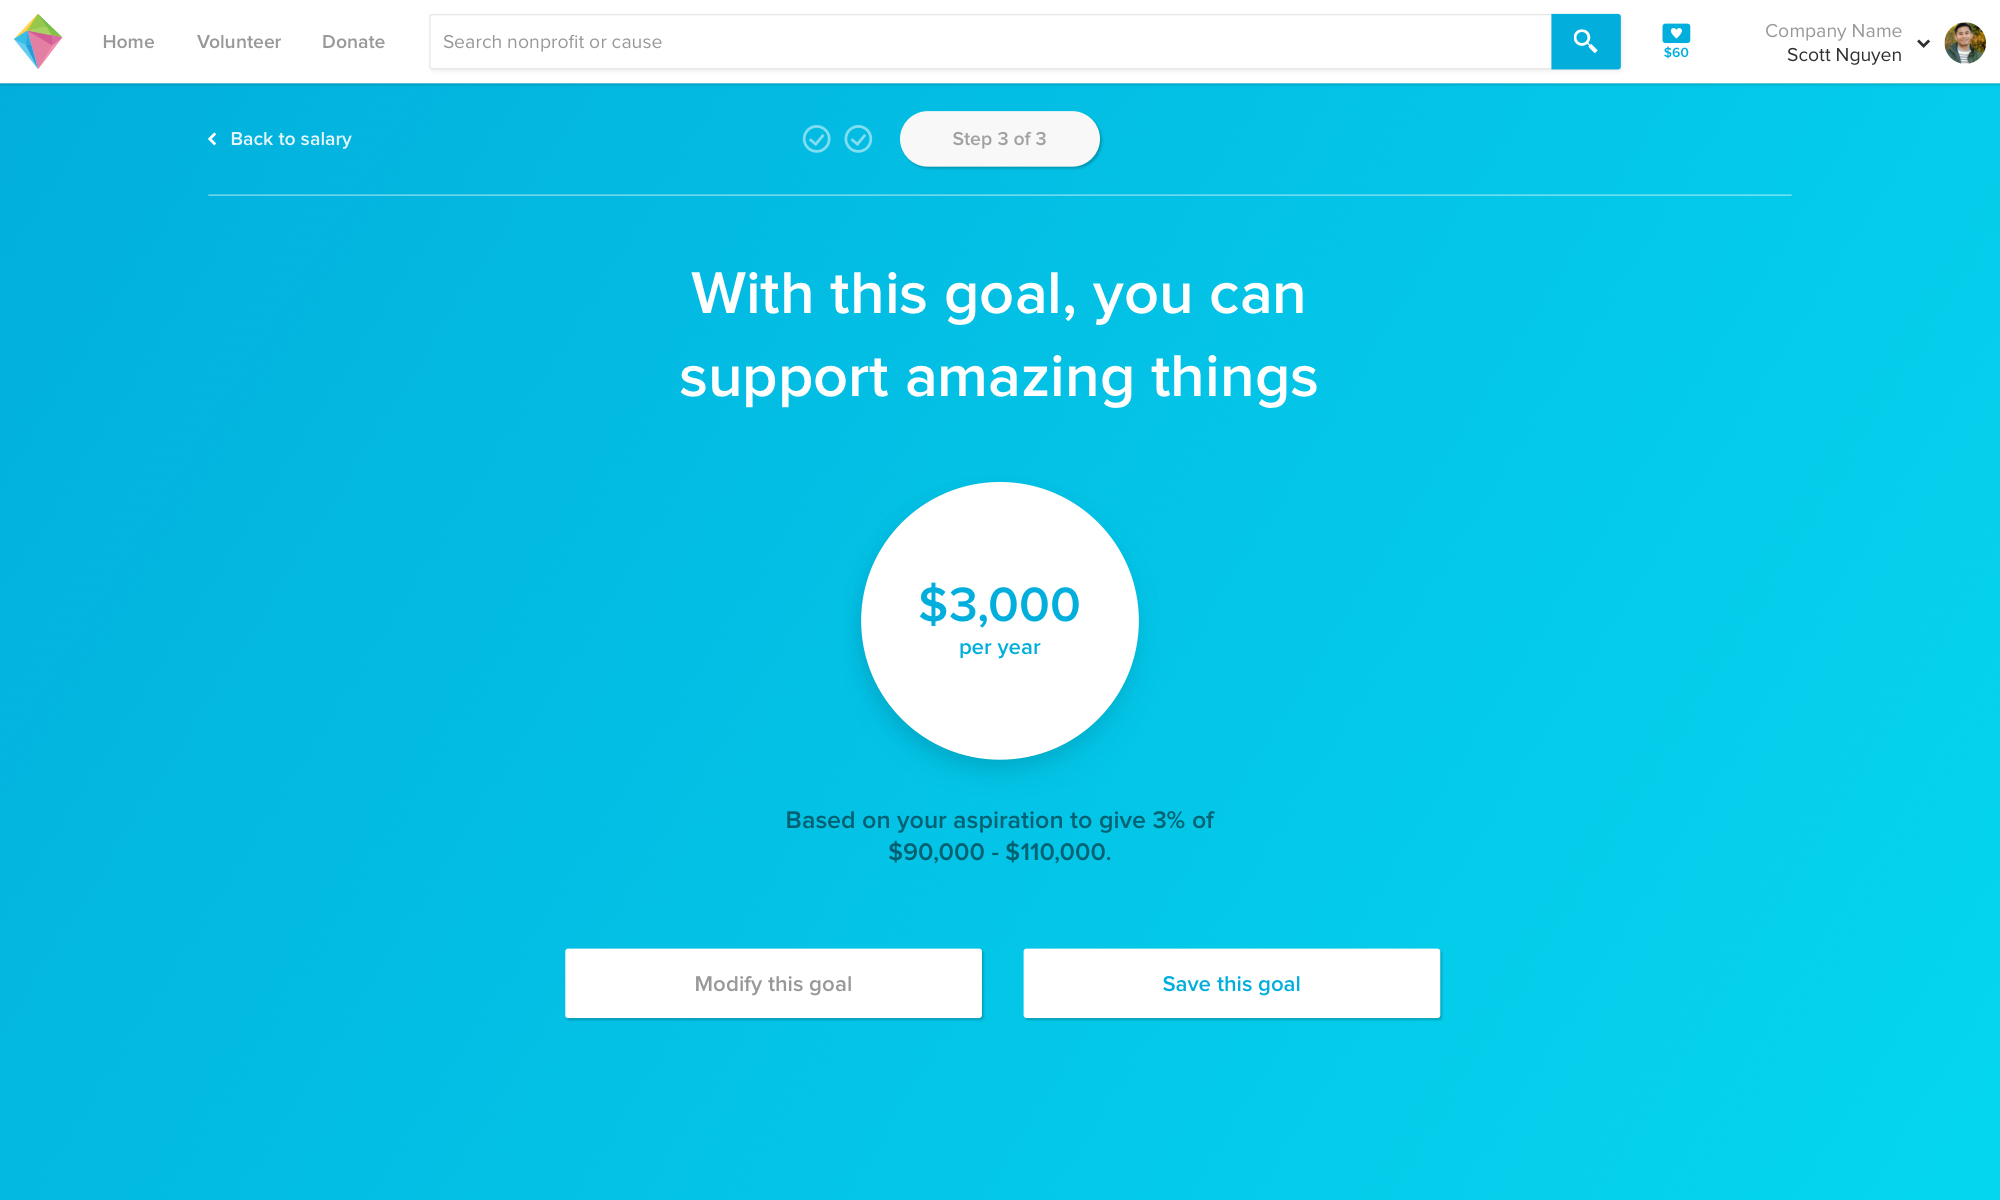 Home
Volunteer
Donate
Search nonprofit or cause
$60
Company Name
Scott Nguyen
Back to salary
Step 3 of 3
With this goal, you can
support amazing things
$3,000
per year
Based on your aspiration to give 3% of
$90,000 - $110,000.
Modify this goal
Save this goal